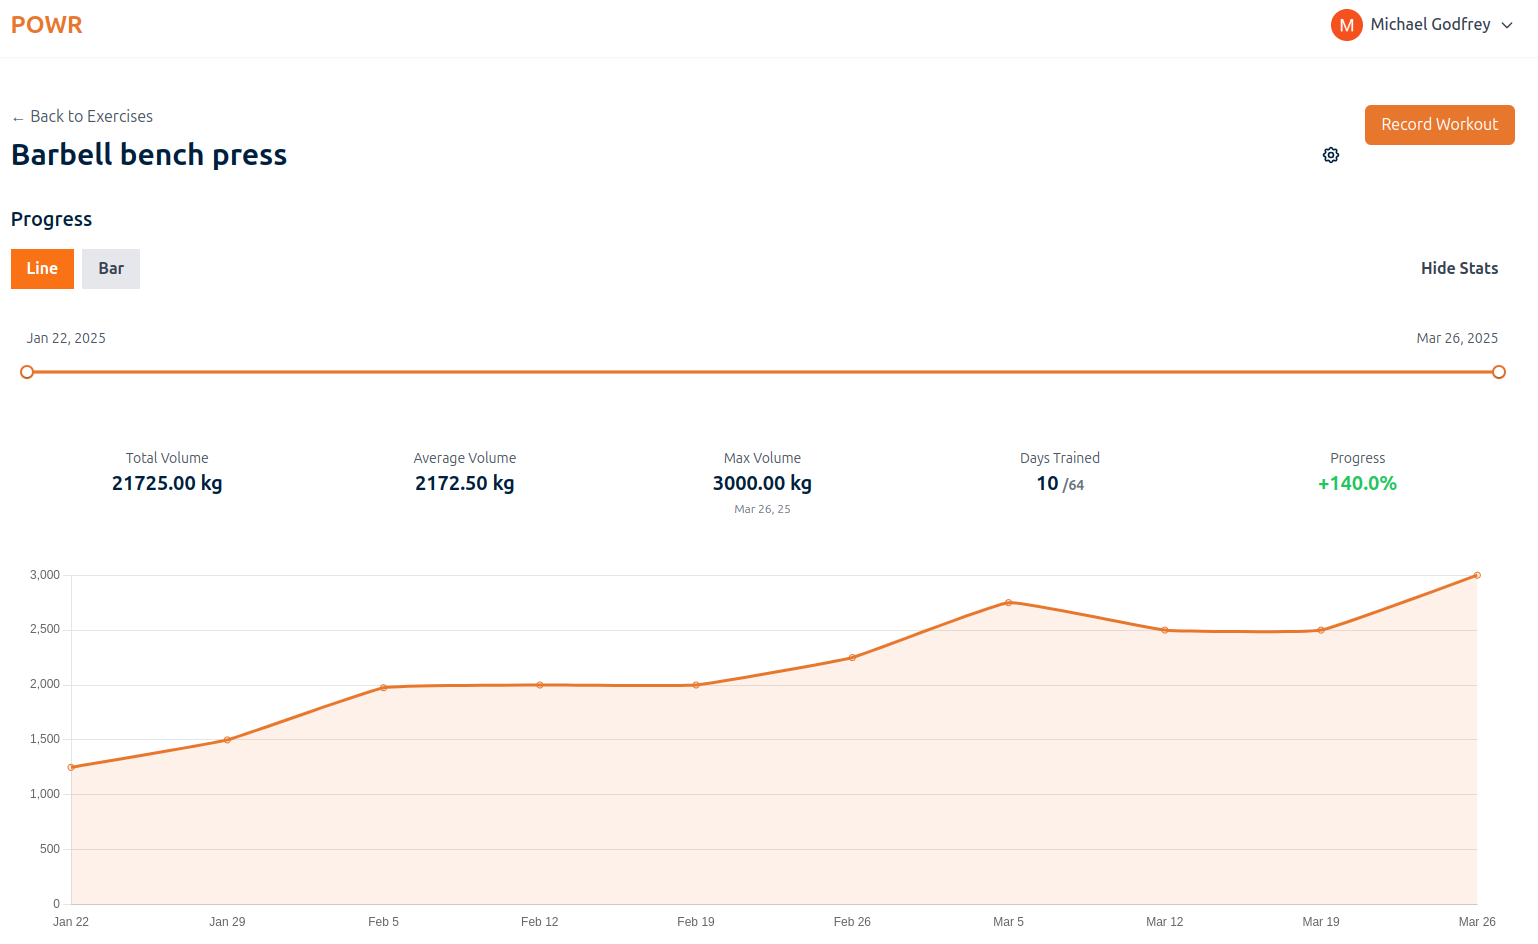 POWR
M Michael Godfrey
← Back to Exercises
Record Workout
Barbell bench press
Progress
Line Bar
Hide Stats
Jan 22, 2025
Mar 26, 2025
Total Volume
21725.00 kg
Average Volume
2172.50 kg
Max Volume
3000.00 kg
Mar 26, 25
Days Trained
10 /64
Progress
+140.0%
3,000
2,500
2,000
1,500
1,000
500
0
Jan 22 Jan 29 Feb 5 Feb 12 Feb 19 Feb 26 Mar 5 Mar 12 Mar 19 Mar 26